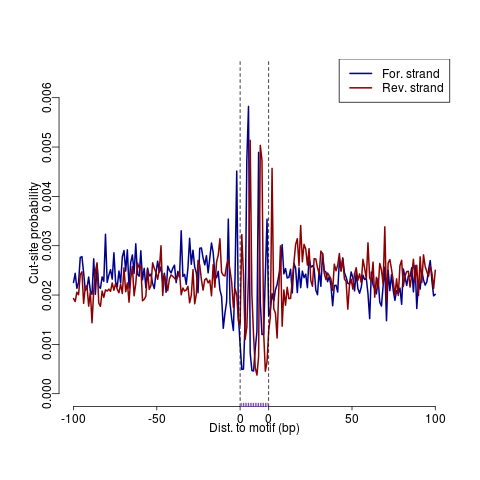 For. strand
Rev. strand
Cut-site probability
0.006
0.005
0.004
0.003
0.002
0.001
0.000
-100 -50 0 0 50 100
Dist. to motif (bp)